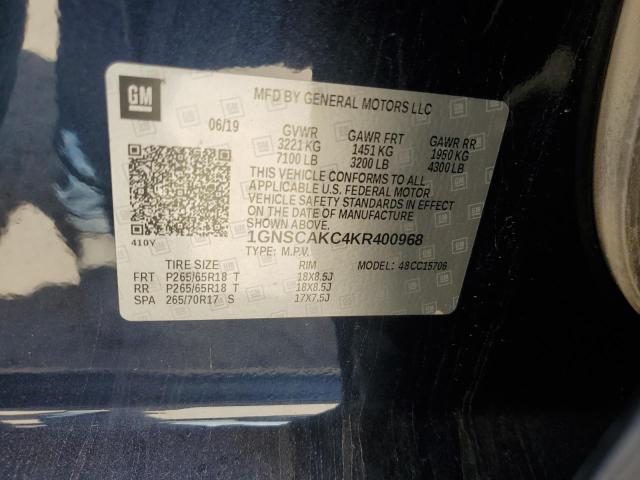 GM
MFD BY GENERAL MOTORS LLC
06/19
GVWR GAWR FRT GAWR RR
3221 KG 1451 KG 1950 KG
7100 LB 3200 LB 4300 LB
THIS VEHICLE CONFORMS TO ALL
APPLICABLE U.S. FEDERAL MOTOR
VEHICLE SAFETY STANDARDS IN EFFECT
ON THE DATE OF MANUFACTURE
SHOWN ABOVE.
1GNSCAKC4KR400968
410Y
TYPE: M.P.V. MODEL: 48CC15706
TIRE SIZE RIM
FRT P265/65R18 T 18X8.5J
RR P265/65R18 T 18X8.5J
SPA 265/70R17 S 17X7.5J